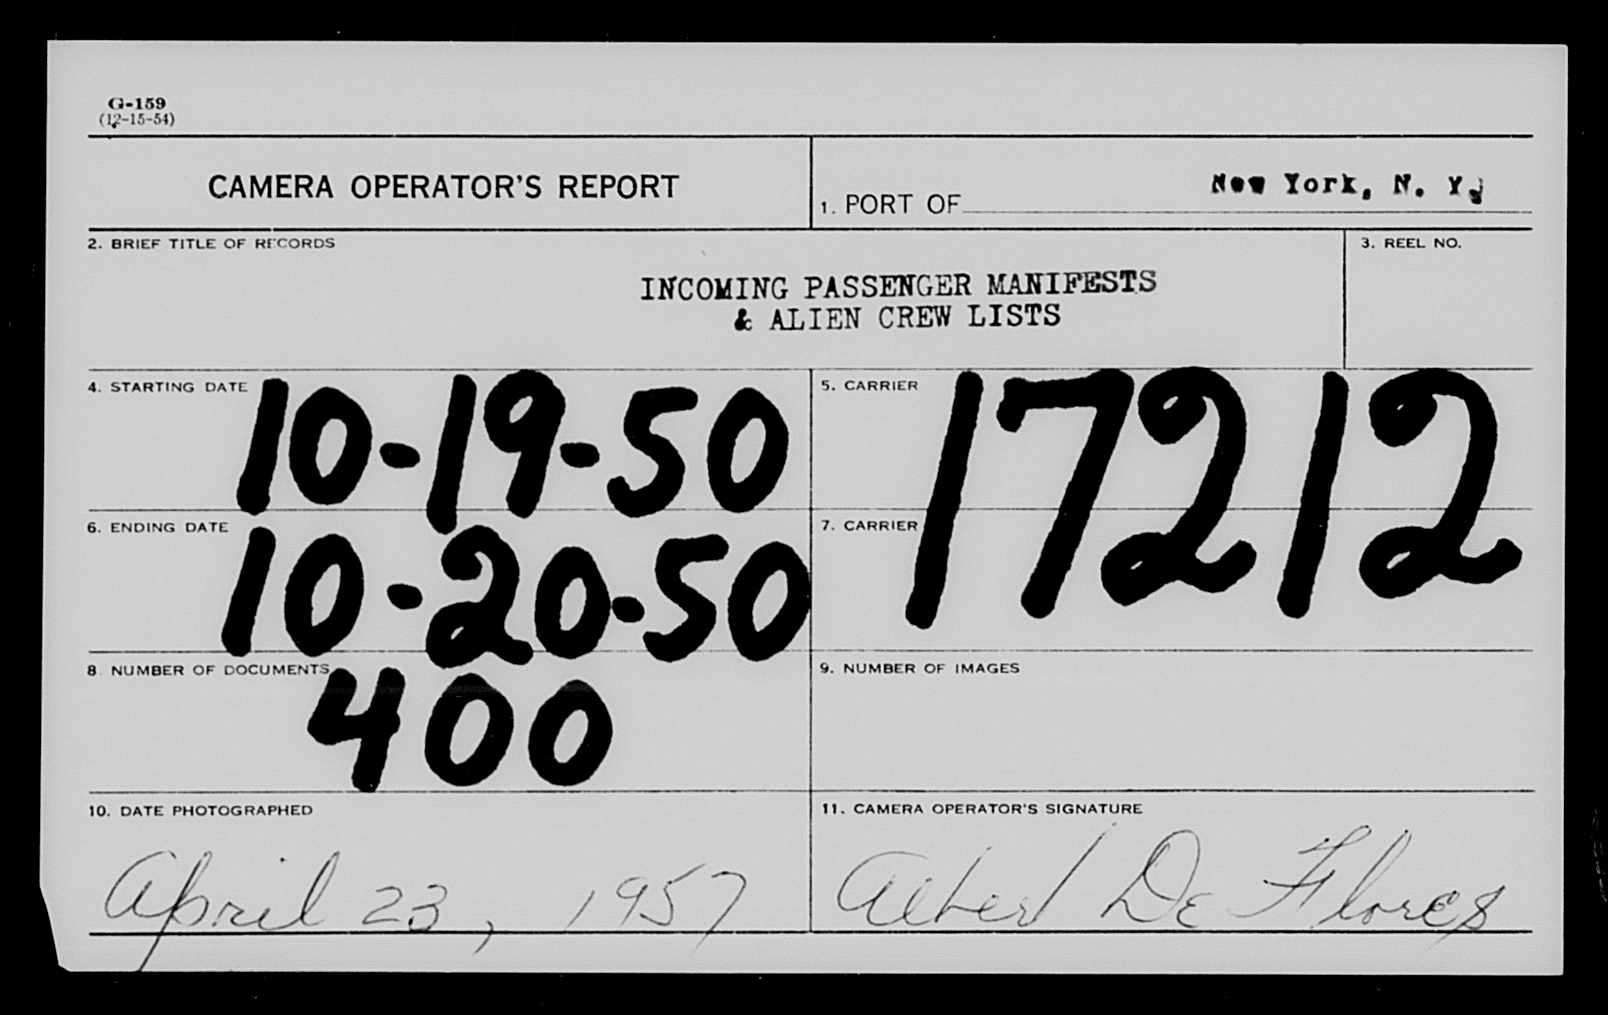 G-159
(12-15-54)
CAMERA OPERATOR'S REPORT
1. PORT OF New York, N. Y.
2. BRIEF TITLE OF RECORDS
INCOMING PASSENGER MANIFESTS
& ALIEN CREW LISTS
3. REEL NO.
4. STARTING DATE 10-19-50
5. CARRIER 17212
6. ENDING DATE 10-20-50
7. CARRIER
8. NUMBER OF DOCUMENTS 400
9. NUMBER OF IMAGES
10. DATE PHOTOGRAPHED
April 23, 1957
11. CAMERA OPERATOR'S SIGNATURE
Albert De Flores